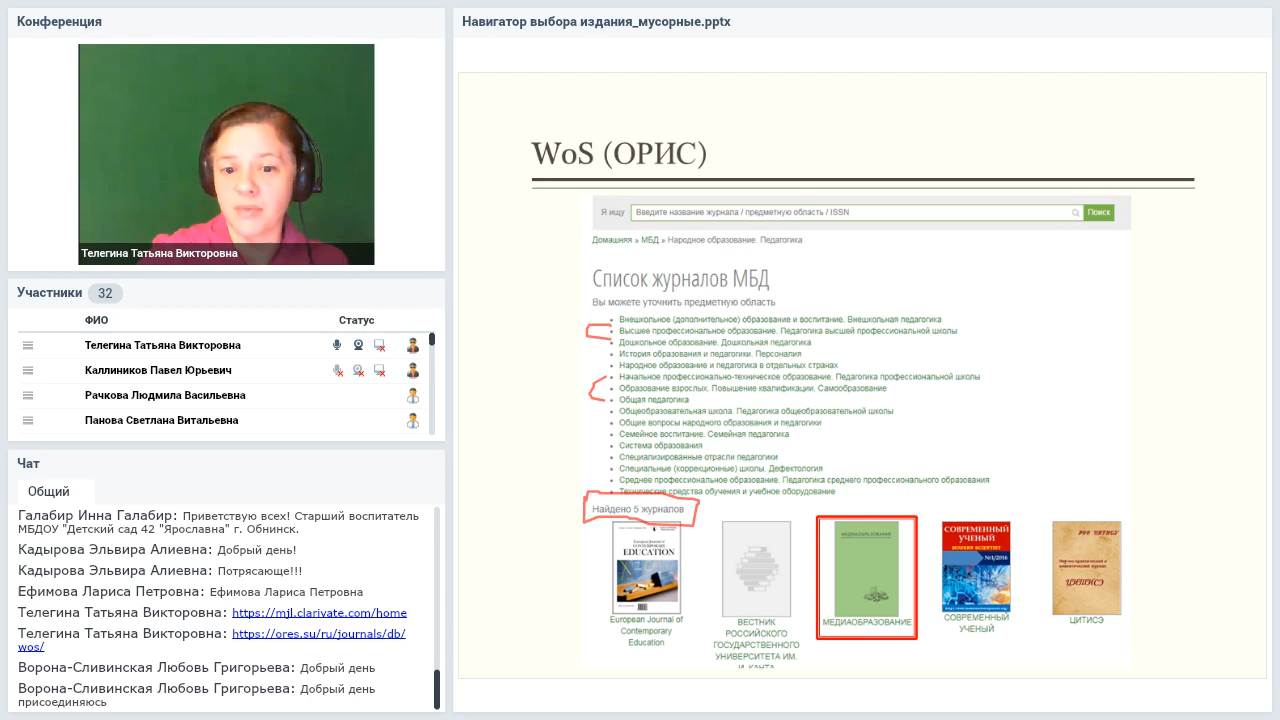 Конференция
Телегина Татьяна Викторовна
Участники 32
ФИО Статус
Телегина Татьяна Викторовна
Каллиников Павел Юрьевич
Рачкова Людмила Васильевна
Панова Светлана Витальевна
Чат
Общий
Галабир Инна Галабир: Приветствую всех! Старший воспитатель
МБДОУ "Детский сад 42 "Ярославна" г. Обнинск.
Кадырова Эльвира Алиевна: Добрый день!
Кадырова Эльвира Алиевна: Потрясающе!!!
Ефимова Лариса Петровна: Ефимова Лариса Петровна
Телегина Татьяна Викторовна: https://mjl.clarivate.com/home
Телегина Татьяна Викторовна: https://ores.su/ru/journals/db/
wos/
Ворона-Сливинская Любовь Григорьева: Добрый день
Ворона-Сливинская Любовь Григорьева: Добрый день
присоединяюсь
Навигатор выбора издания_мусорные.pptx
WoS (ОРИС)
Я ищу Введите название журнала / предметную область / ISSN Поиск
Домашняя » МБД » Народное образование. Педагогика
Список журналов МБД
Вы можете уточнить предметную область
Внешкольное (дополнительное) образование и воспитание. Внешкольная педагогика
Высшее профессиональное образование. Педагогика высшей профессиональной школы
Дошкольное образование. Дошкольная педагогика
История образования и педагогики. Персоналия
Народное образование и педагогика в отдельных странах
Начальное профессионально-техническое образование. Педагогика профессиональной школы
Образование взрослых. Повышение квалификации. Самообразование
Общая педагогика
Общеобразовательная школа. Педагогика общеобразовательной школы
Общие вопросы народного образования и педагогики
Семейное воспитание. Семейная педагогика
Система образования
Специализированные отрасли педагогики
Специальные (коррекционные) школы. Дефектология
Среднее профессиональное образование. Педагогика среднего профессионального образования
Технические средства обучения и учебное оборудование
Найдено 5 журналов
EDUCATION
European Journal of
Contemporary
Education
ВЕСТНИК
РОССИЙСКОГО
ГОСУДАРСТВЕННОГО
УНИВЕРСИТЕТА ИМ.
И. КАНТА
МЕДИАОБРАЗОВАНИЕ
МЕДИАОБРАЗОВАНИЕ
СОВРЕМЕННЫЙ
УЧЕНЫЙ
MODERN SCIENTIST
№1/2016
СОВРЕМЕННЫЙ
УЧЕНЫЙ
ЦИТИСЭ
ЦИТИСЭ